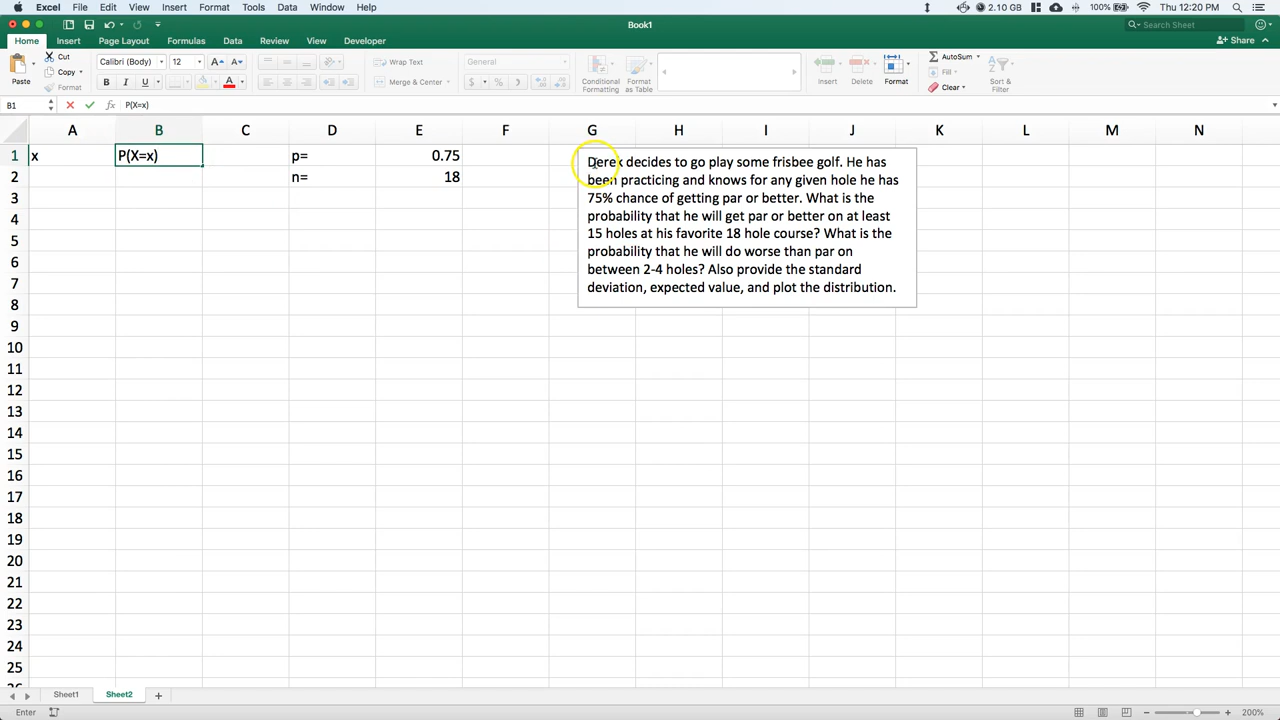 Excel File Edit View Insert Format Tools Data Window Help 2.10 GB 100% Thu 12:20 PM
Book1
Search Sheet
Home Insert Page Layout Formulas Data Review View Developer
Share
Paste Cut Copy Format
Calibri (Body) 12
B I U A
Wrap Text
Merge & Center
General
$ %
Conditional Formatting
Format as Table
Insert Delete Format
AutoSum
Fill
Clear
Sort & Filter
B1 fx P(X=x)
A B C D E F G H I J K L M N
1 x P(X=x) p= 0.75
2 n= 18
3
4
5
6
7
8
9
10
11
12
13
14
15
16
17
18
19
20
21
22
23
24
25
Derek decides to go play some frisbee golf. He has
been practicing and knows for any given hole he has
75% chance of getting par or better. What is the
probability that he will get par or better on at least
15 holes at his favorite 18 hole course? What is the
probability that he will do worse than par on
between 2-4 holes? Also provide the standard
deviation, expected value, and plot the distribution.
Sheet1 Sheet2 +
Enter 200%